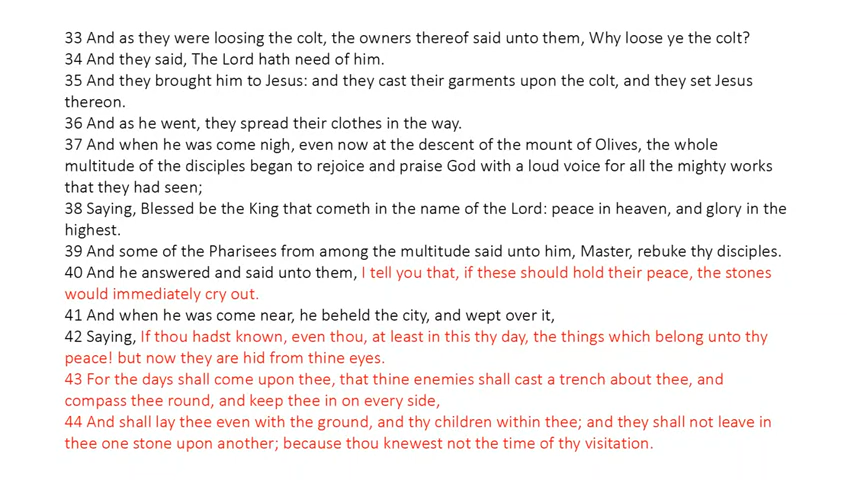 33 And as they were loosing the colt, the owners thereof said unto them, Why loose ye the colt?
34 And they said, The Lord hath need of him.
35 And they brought him to Jesus: and they cast their garments upon the colt, and they set Jesus
thereon.
36 And as he went, they spread their clothes in the way.
37 And when he was come nigh, even now at the descent of the mount of Olives, the whole
multitude of the disciples began to rejoice and praise God with a loud voice for all the mighty works
that they had seen;
38 Saying, Blessed be the King that cometh in the name of the Lord: peace in heaven, and glory in the
highest.
39 And some of the Pharisees from among the multitude said unto him, Master, rebuke thy disciples.
40 And he answered and said unto them, I tell you that, if these should hold their peace, the stones
would immediately cry out.
41 And when he was come near, he beheld the city, and wept over it,
42 Saying, If thou hadst known, even thou, at least in this thy day, the things which belong unto thy
peace! but now they are hid from thine eyes.
43 For the days shall come upon thee, that thine enemies shall cast a trench about thee, and
compass thee round, and keep thee in on every side,
44 And shall lay thee even with the ground, and thy children within thee; and they shall not leave in
thee one stone upon another; because thou knewest not the time of thy visitation.